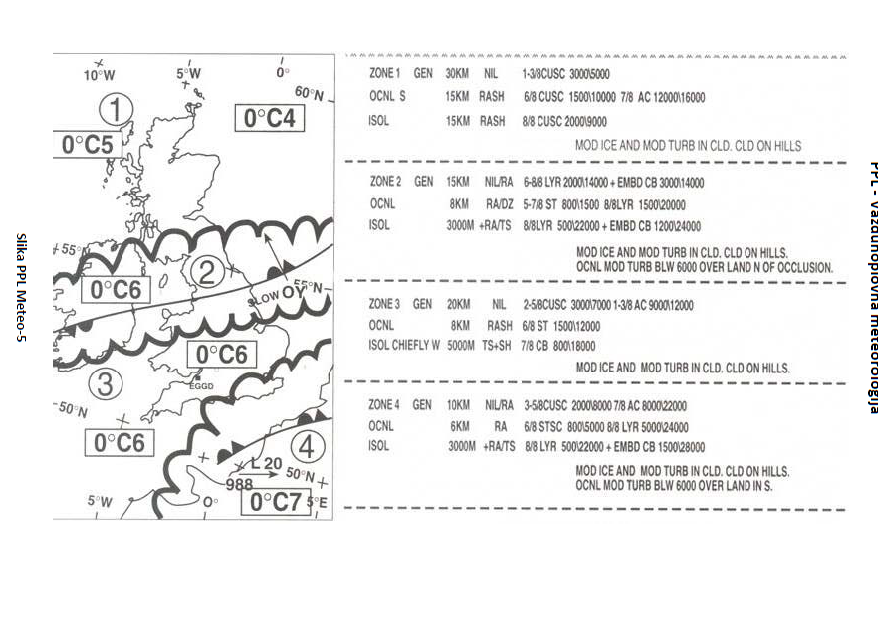 10°W 5°W 0°
60°N
1
0°C4
0°C5
55°N
2
0°C6
55°N
SLOW OY
0°C6
3
EGGD
50°N
0°C6
4
L 20
988
50°N
0°C7
5°W 0° 5°E
ZONE 1 GEN 30KM NIL 1-3/8CUSC 3000\5000
OCNL S 15KM RASH 6/8 CUSC 1500\10000 7/8 AC 12000\16000
ISOL 15KM RASH 8/8 CUSC 2000\9000
MOD ICE AND MOD TURB IN CLD. CLD ON HILLS
ZONE 2 GEN 15KM NIL/RA 6-8/8 LYR 2000\14000 + EMBD CB 3000\14000
OCNL 8KM RA/DZ 5-7/8 ST 800\1500 8/8LYR 1500\20000
ISOL 3000M +RA/TS 8/8LYR 500\22000 + EMBD CB 1200\24000
MOD ICE AND MOD TURB IN CLD. CLD ON HILLS.
OCNL MOD TURB BLW 6000 OVER LAND N OF OCCLUSION.
ZONE 3 GEN 20KM NIL 2-5/8CUSC 3000\7000 1-3/8 AC 9000\12000
OCNL 8KM RASH 6/8 ST 1500\12000
ISOL CHIEFLY W 5000M TS+SH 7/8 CB 800\18000
MOD ICE AND MOD TURB IN CLD. CLD ON HILLS.
ZONE 4 GEN 10KM NIL/RA 3-5/8CUSC 2000\8000 7/8 AC 8000\22000
OCNL 6KM RA 6/8 STSC 800\5000 8/8 LYR 5000\24000
ISOL 3000M +RA/TS 8/8 LYR 500\22000 + EMBD CB 1500\28000
MOD ICE AND MOD TURB IN CLD. CLD ON HILLS.
OCNL MOD TURB BLW 6000 OVER LAND IN S.
Slika PPL Meteo-5
PPL - Vazduhoplovna meteorologija